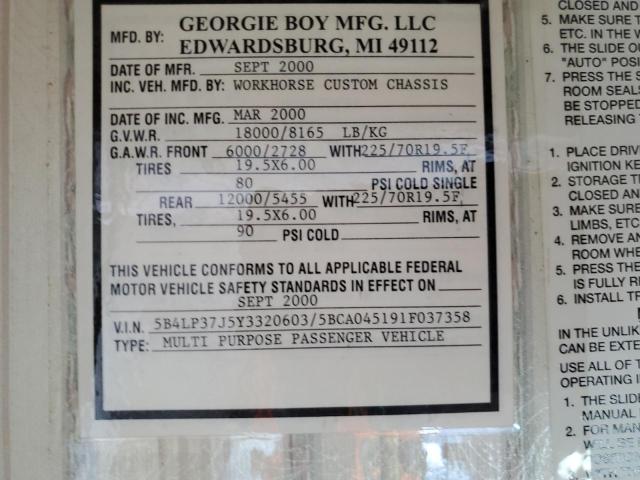 MFD. BY: GEORGIE BOY MFG. LLC
EDWARDSBURG, MI 49112
DATE OF MFR. SEPT 2000
INC. VEH. MFD. BY: WORKHORSE CUSTOM CHASSIS
DATE OF INC. MFG. MAR 2000
G.V.W.R. 18000/8165 LB/KG
G.A.W.R. FRONT 6000/2728 WITH 225/70R19.5F
TIRES 19.5X6.00 RIMS, AT
80 PSI COLD SINGLE
REAR 12000/5455 WITH 225/70R19.5F
TIRES, 19.5X6.00 RIMS, AT
90 PSI COLD
THIS VEHICLE CONFORMS TO ALL APPLICABLE FEDERAL
MOTOR VEHICLE SAFETY STANDARDS IN EFFECT ON
SEPT 2000
V.I.N. 5B4LP37J5Y3320603/5BCA045191F037358
TYPE: MULTI PURPOSE PASSENGER VEHICLE
CLOSED AND
5. MAKE SURE T
ETC. IN THE W
6. THE SLIDE OU
"AUTO" POSI
7. PRESS THE S
ROOM SEALS
BE STOPPED
RELEASING T
1. PLACE DRIV
IGNITION KE
2. STORAGE T
CLOSED AN
3. MAKE SURE
LIMBS, ETC
4. REMOVE AN
ROOM WHE
5. PRESS THE
IS FULLY R
6. INSTALL TR
IN THE UNLIK
CAN BE EXTE
USE ALL OF T
OPERATING I
1. THE SLIDE
MANUAL
2. FOR MAN